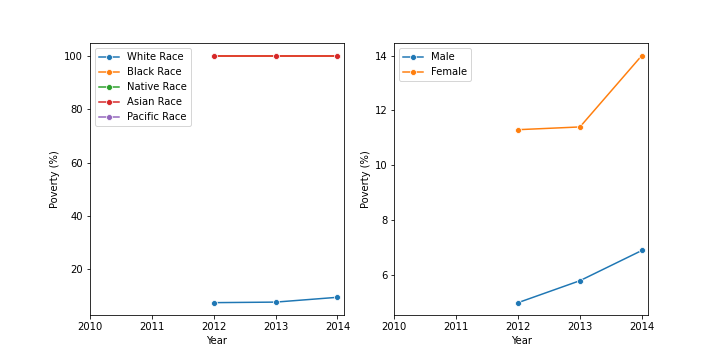 100
80
60
40
20
Poverty (%)
White Race
Black Race
Native Race
Asian Race
Pacific Race
2010 2011 2012 2013 2014
Year
14
12
10
8
6
Poverty (%)
Male
Female
2010 2011 2012 2013 2014
Year